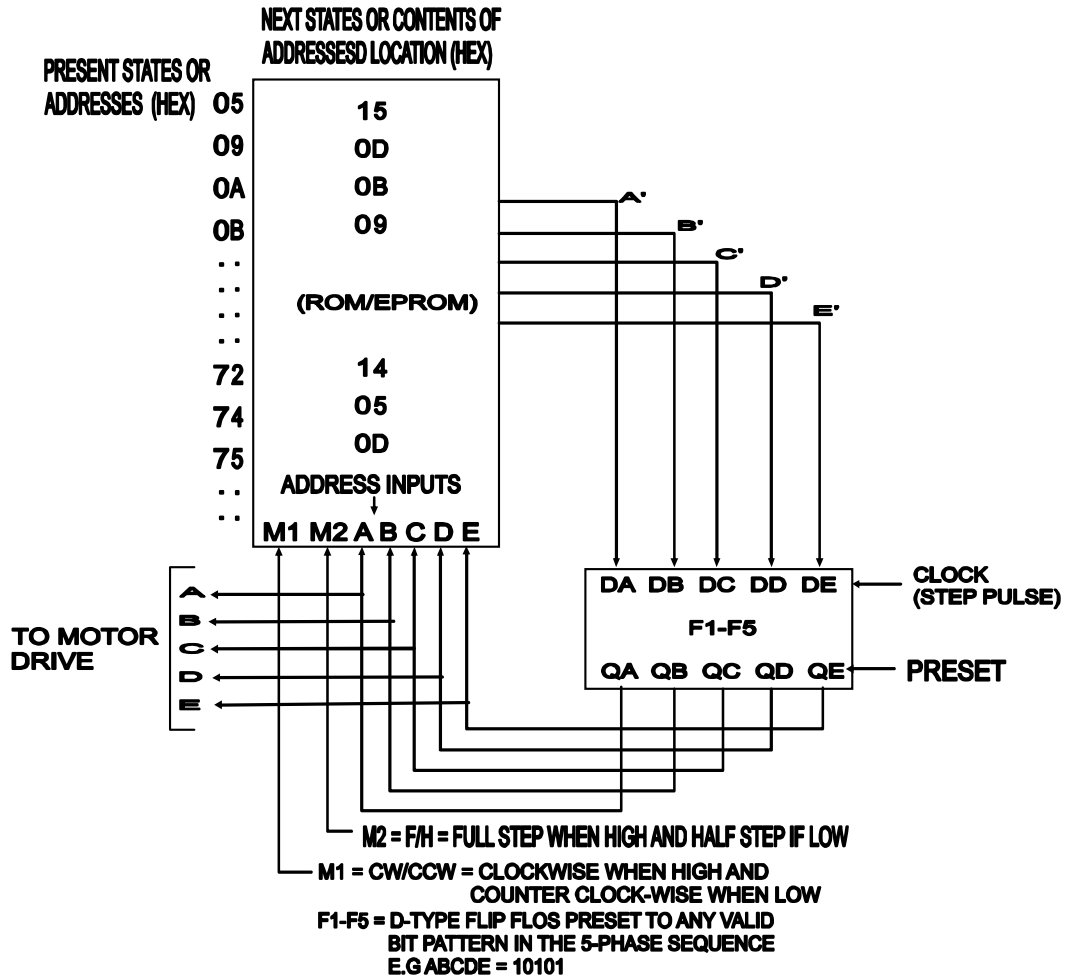 NEXT STATES OR CONTENTS OF
ADDRESSESD LOCATION (HEX)
PRESENT STATES OR
ADDRESSES (HEX)
05
09
0A
0B
. .
. .
. .
. .
72
74
75
. .
. .
15
0D
0B
09
(ROM/EPROM)
14
05
0D
ADDRESS INPUTS
M1 M2 A B C D E
A'
B'
C'
D'
E'
DA DB DC DD DE
F1-F5
QA QB QC QD QE
CLOCK
(STEP PULSE)
PRESET
TO MOTOR
DRIVE
A
B
C
D
E
M2 = F/H = FULL STEP WHEN HIGH AND HALF STEP IF LOW
M1 = CW/CCW = CLOCKWISE WHEN HIGH AND
COUNTER CLOCK-WISE WHEN LOW
F1-F5 = D-TYPE FLIP FLOS PRESET TO ANY VALID
BIT PATTERN IN THE 5-PHASE SEQUENCE
E.G ABCDE = 10101